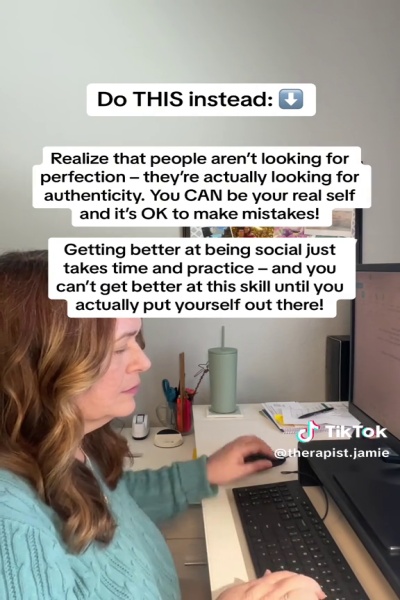 Do THIS instead: ⬇️
Realize that people aren't looking for
perfection – they're actually looking for
authenticity. You CAN be your real self
and it's OK to make mistakes!
Getting better at being social just
takes time and practice – and you
can't get better at this skill until you
actually put yourself out there!
TikTok
@therapist.jamie